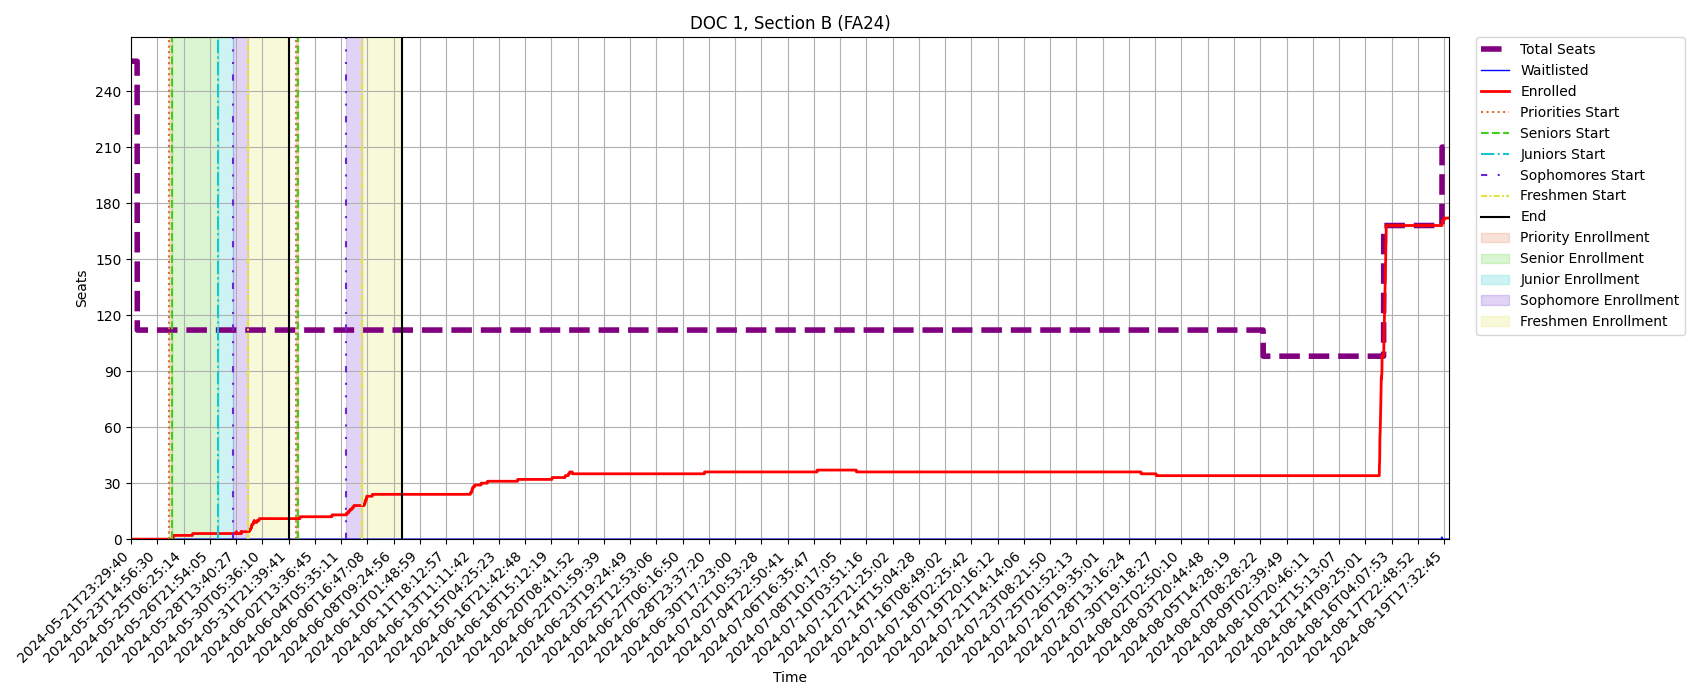 DOC 1, Section B (FA24)
Total Seats
Waitlisted
Enrolled
Priorities Start
Seniors Start
Juniors Start
Sophomores Start
Freshmen Start
End
Priority Enrollment
Senior Enrollment
Junior Enrollment
Sophomore Enrollment
Freshmen Enrollment
Seats
240
210
180
150
120
90
60
30
0
2024-05-21T23:29:40
2024-05-23T14:56:30
2024-05-25T06:25:14
2024-05-26T21:54:05
2024-05-28T13:40:27
2024-05-30T05:36:10
2024-05-31T21:39:41
2024-06-02T13:36:45
2024-06-04T05:35:11
2024-06-06T16:47:08
2024-06-08T09:24:56
2024-06-10T01:48:59
2024-06-11T18:12:57
2024-06-13T11:11:42
2024-06-15T04:25:23
2024-06-16T21:42:48
2024-06-18T15:12:19
2024-06-20T08:41:52
2024-06-22T01:59:39
2024-06-23T19:24:49
2024-06-25T12:53:06
2024-06-27T06:16:50
2024-06-28T23:37:20
2024-06-30T17:23:00
2024-07-02T10:53:28
2024-07-04T22:50:41
2024-07-06T16:35:47
2024-07-08T10:17:05
2024-07-10T03:51:16
2024-07-12T21:25:02
2024-07-14T15:04:28
2024-07-16T08:49:02
2024-07-18T02:25:42
2024-07-19T20:16:12
2024-07-21T14:14:06
2024-07-23T08:21:50
2024-07-25T01:52:13
2024-07-26T19:35:01
2024-07-28T13:16:24
2024-07-30T19:18:27
2024-08-02T02:50:10
2024-08-03T20:44:48
2024-08-05T14:28:19
2024-08-07T08:28:22
2024-08-09T02:39:49
2024-08-10T20:46:11
2024-08-12T15:13:07
2024-08-14T09:25:01
2024-08-16T04:07:53
2024-08-17T22:48:52
2024-08-19T17:32:45
Time